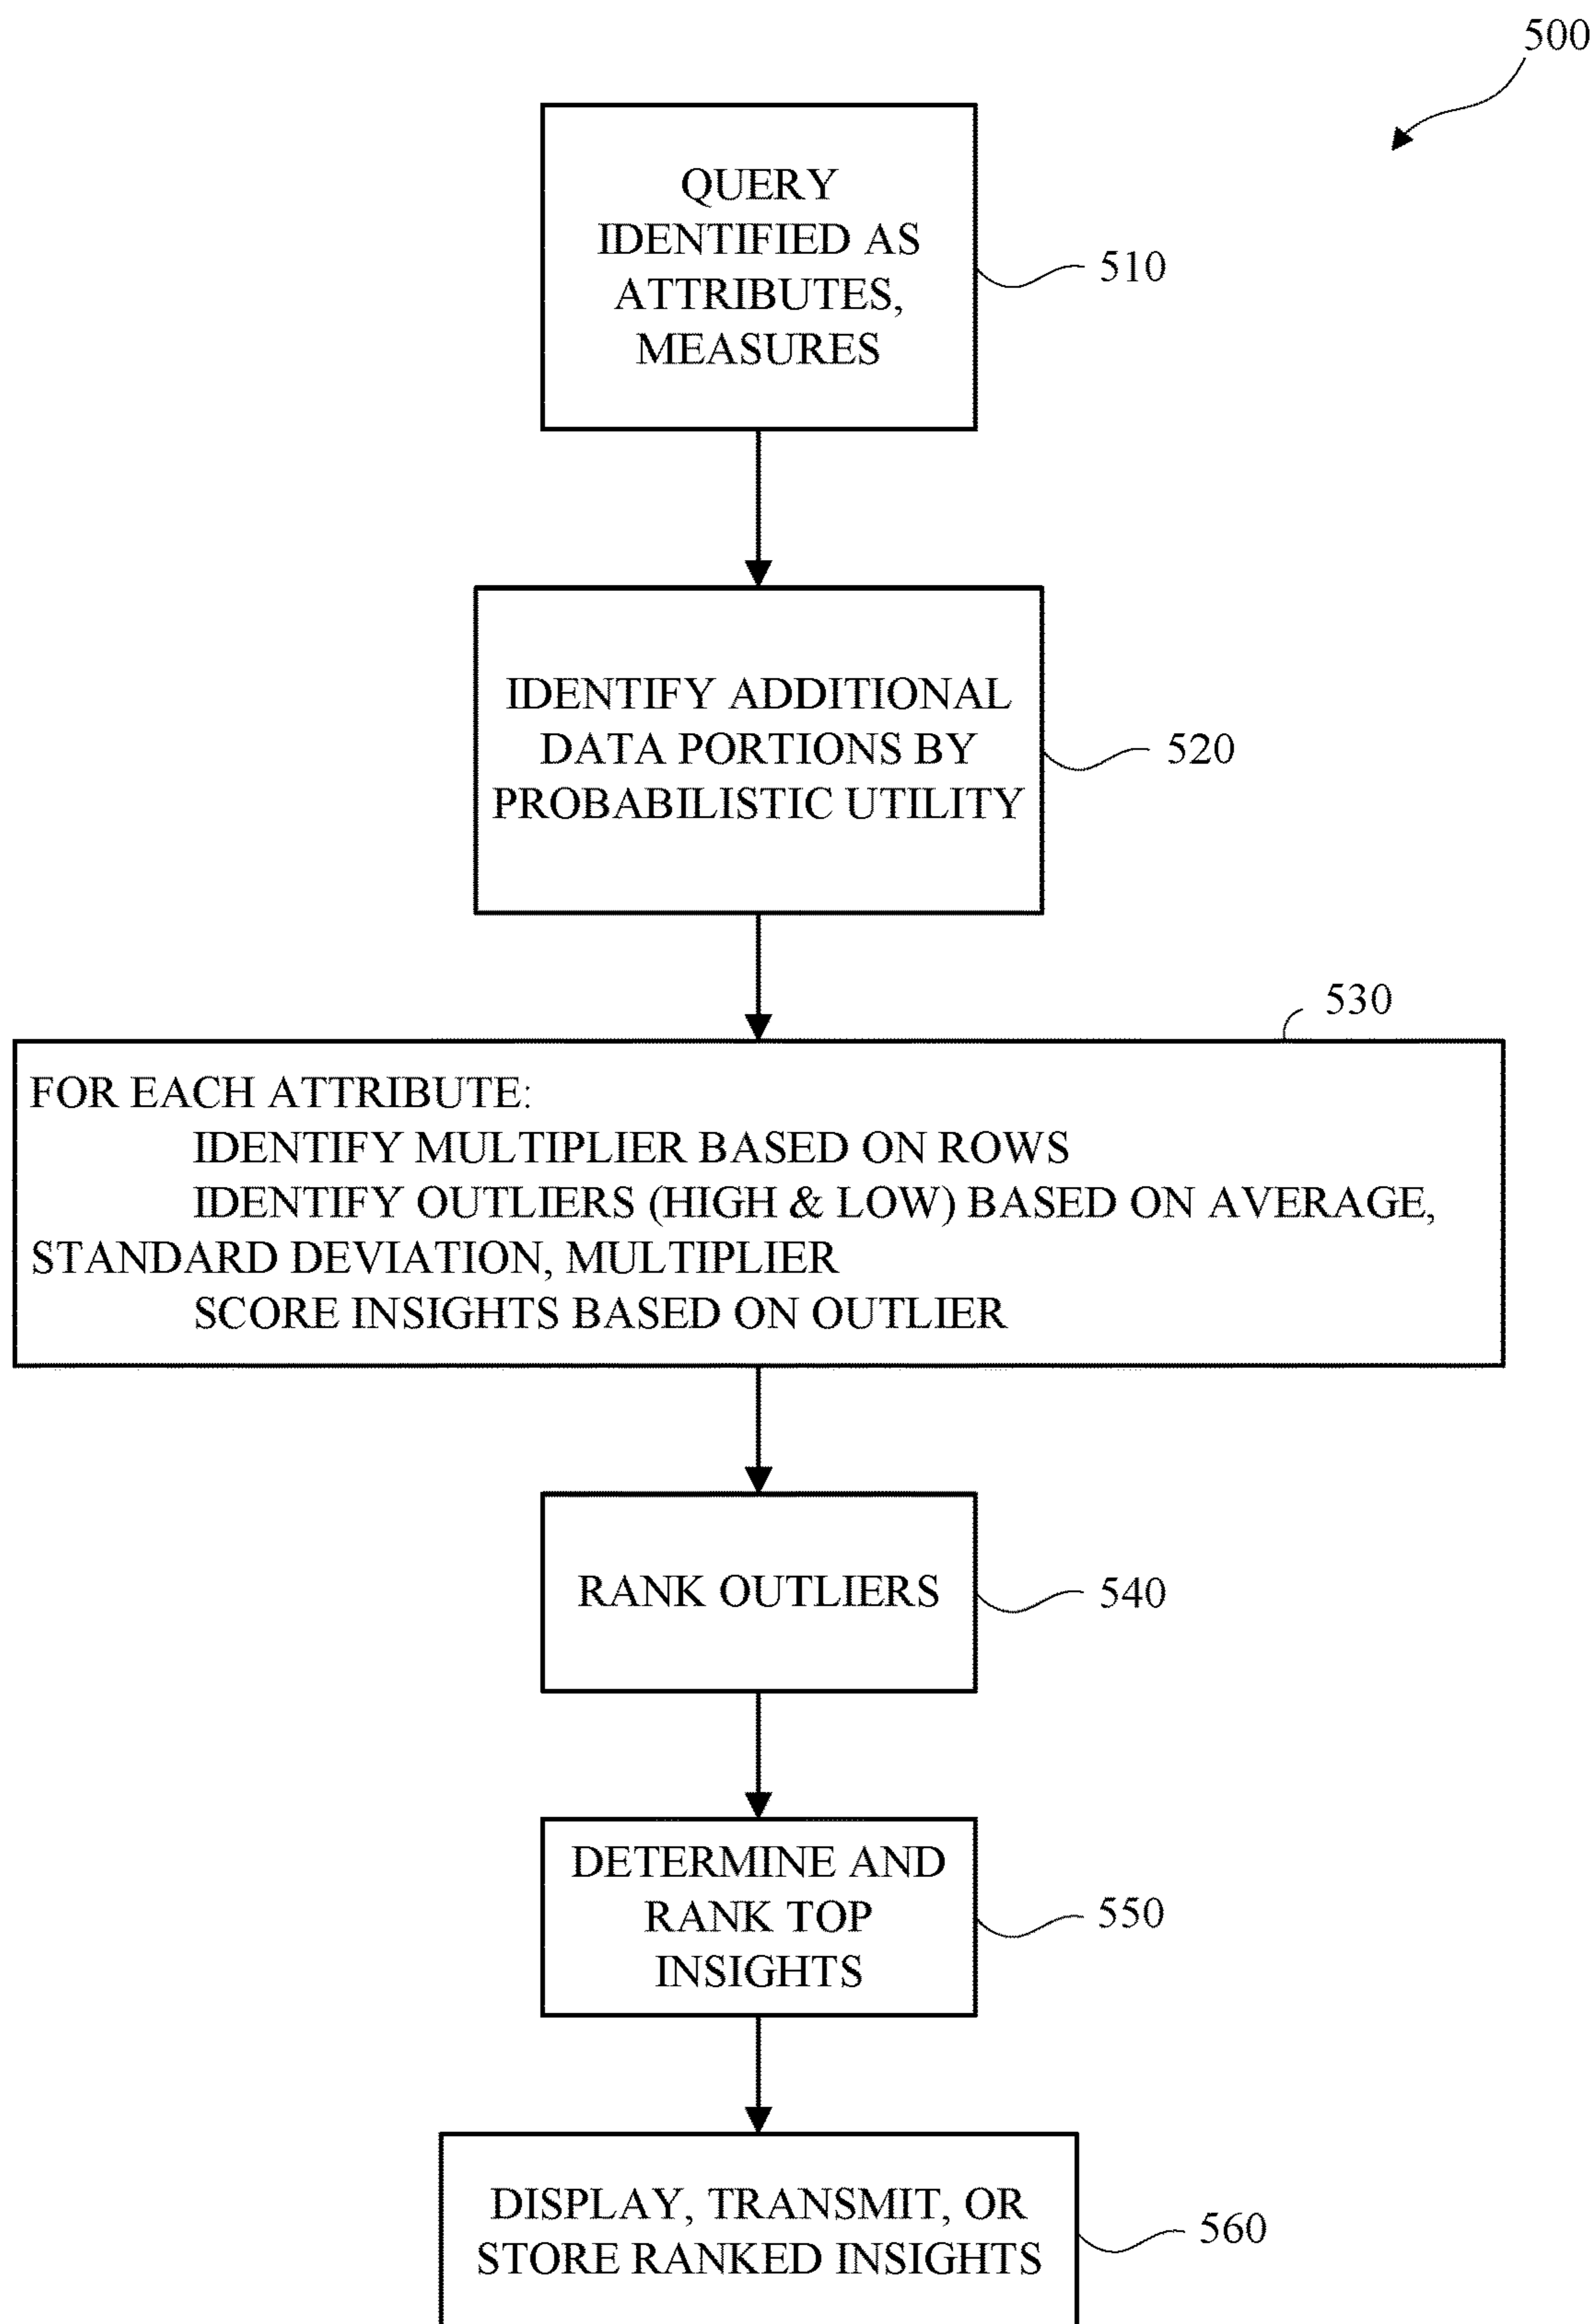 500
QUERY
IDENTIFIED AS
ATTRIBUTES,
MEASURES
510
IDENTIFY ADDITIONAL
DATA PORTIONS BY
PROBABILISTIC UTILITY
520
530
FOR EACH ATTRIBUTE:
IDENTIFY MULTIPLIER BASED ON ROWS
IDENTIFY OUTLIERS (HIGH & LOW) BASED ON AVERAGE,
STANDARD DEVIATION, MULTIPLIER
SCORE INSIGHTS BASED ON OUTLIER
RANK OUTLIERS
540
DETERMINE AND
RANK TOP
INSIGHTS
550
DISPLAY, TRANSMIT, OR
STORE RANKED INSIGHTS
560